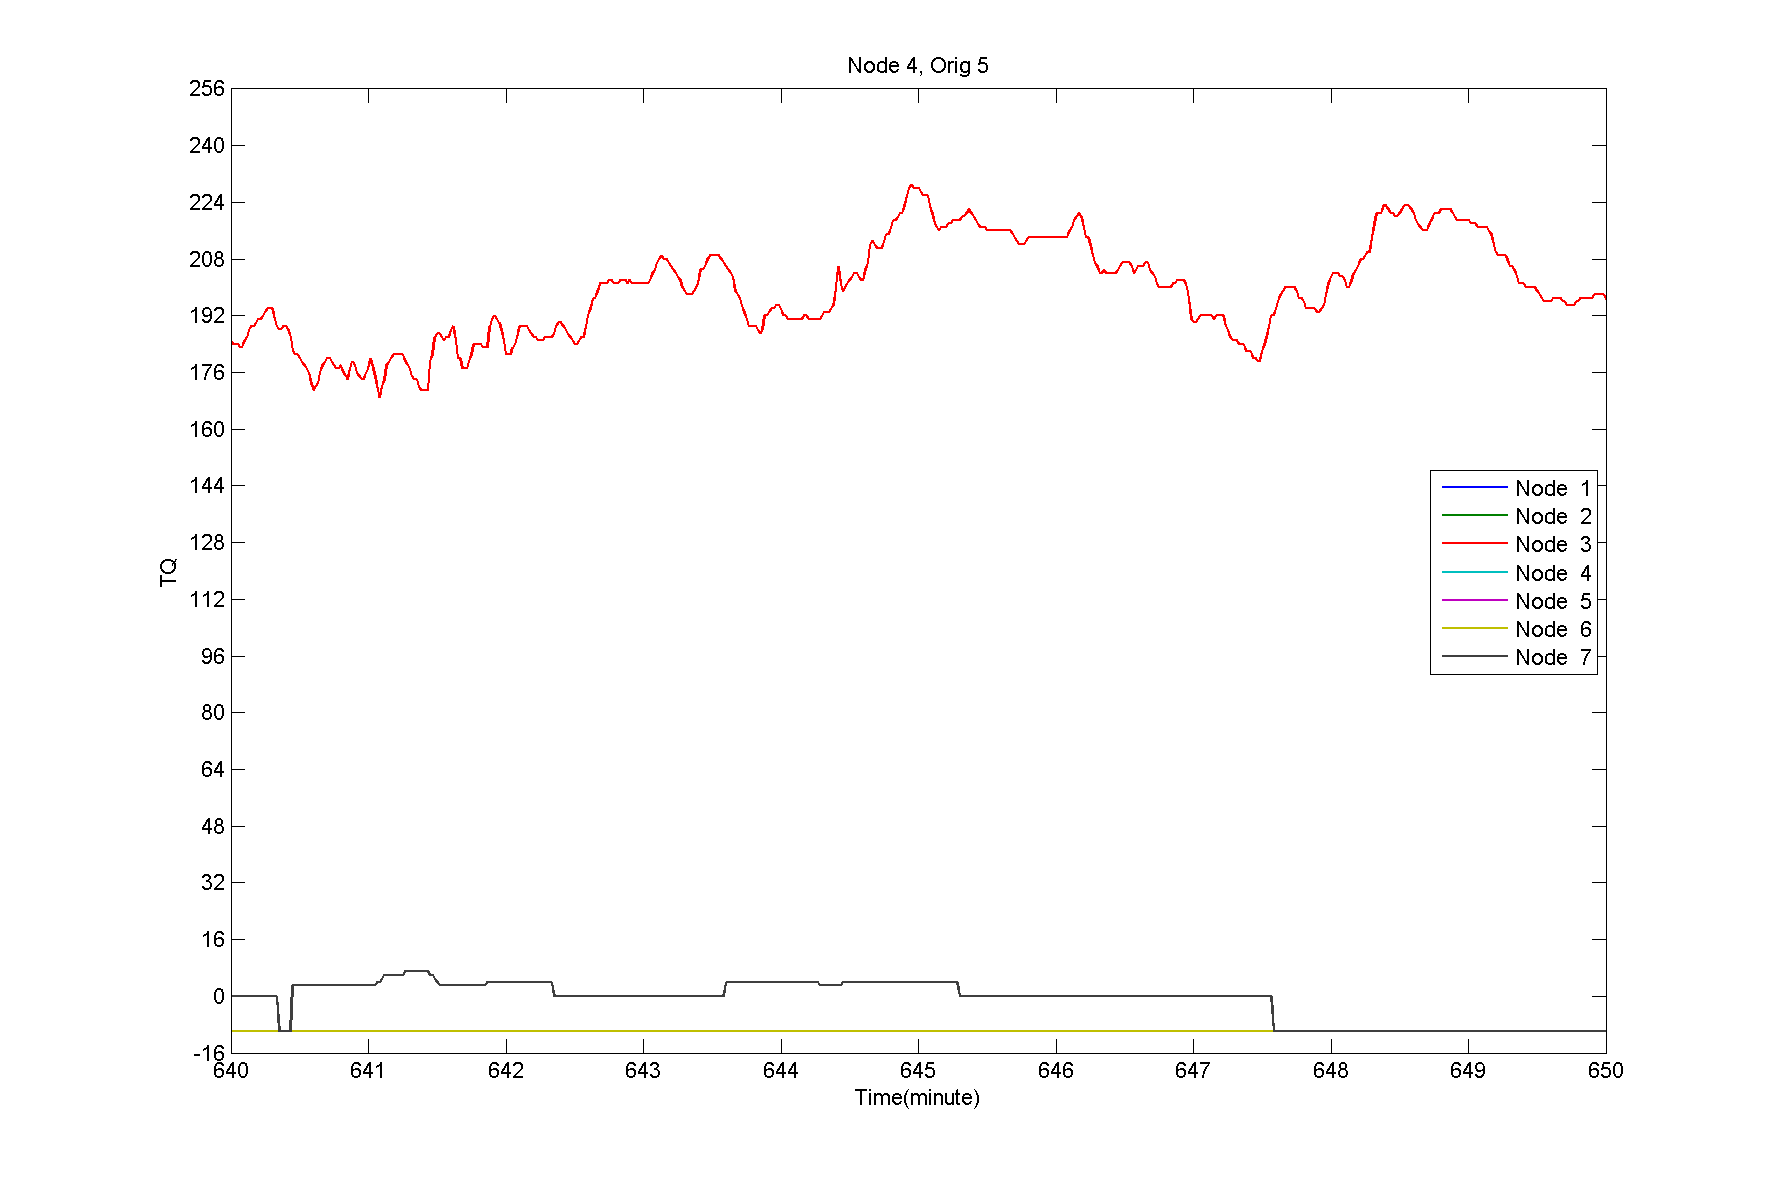 Node 4, Orig 5
256
240
224
208
192
176
160
144
128
112
96
80
64
48
32
16
0
-16
TQ
Node 1
Node 2
Node 3
Node 4
Node 5
Node 6
Node 7
640 641 642 643 644 645 646 647 648 649 650
Time(minute)